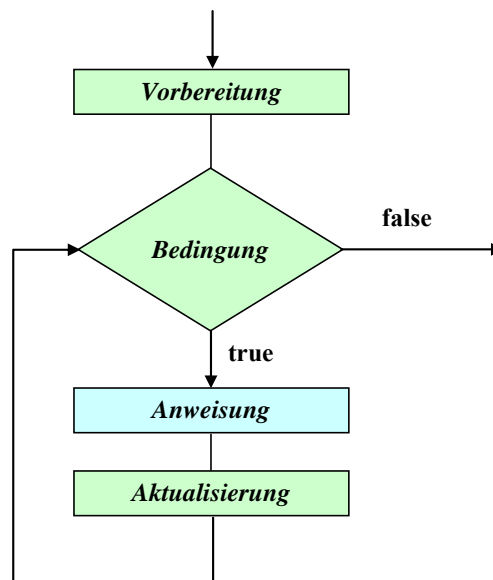 Vorbereitung
false
Bedingung
true
Anweisung
Aktualisierung